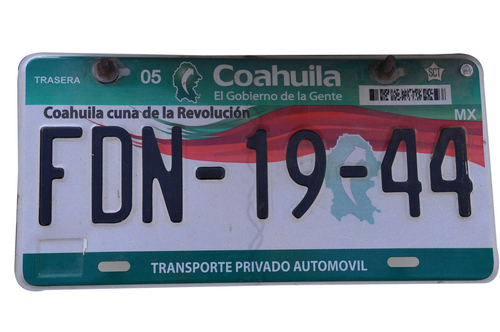 TRASERA 05 Coahuila SCT
El Gobierno de la Gente
Coahuila cuna de la Revolución MX
FDN-19-44
TRANSPORTE PRIVADO AUTOMOVIL